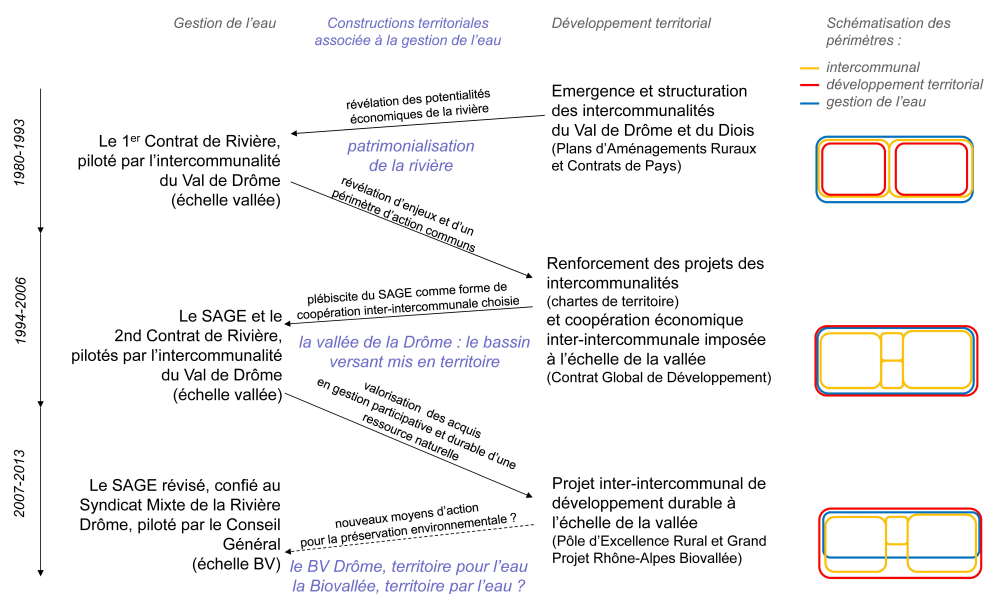 Gestion de l’eau
Constructions territoriales
associée à la gestion de l’eau
Développement territorial
Schématisation des
périmètres :
intercommunal
développement territorial
gestion de l’eau
1980-1993
Le 1er Contrat de Rivière,
piloté par l’intercommunalité
du Val de Drôme
(échelle vallée)
révélation des potentialités
économiques de la rivière
patrimonialisation
de la rivière
révélation d’enjeux et d’un
périmètre d’action communs
Emergence et structuration
des intercommunalités
du Val de Drôme et du Diois
(Plans d’Aménagements Ruraux
et Contrats de Pays)
1994-2006
Le SAGE et le
2nd Contrat de Rivière,
pilotés par l’intercommunalité
du Val de Drôme
(échelle vallée)
plébiscite du SAGE comme forme de
coopération inter-intercommunale choisie
la vallée de la Drôme : le bassin
versant mis en territoire
valorisation des acquis
en gestion participative et durable d’une
ressource naturelle
Renforcement des projets des
intercommunalités
(chartes de territoire)
et coopération économique
inter-intercommunale imposée
à l’échelle de la vallée
(Contrat Global de Développement)
2007-2013
Le SAGE révisé, confié au
Syndicat Mixte de la Rivière
Drôme, piloté par le Conseil
Général
(échelle BV)
nouveaux moyens d’action
pour la préservation environnementale ?
le BV Drôme, territoire pour l’eau
la Biovallée, territoire par l’eau ?
Projet inter-intercommunal de
développement durable à
l’échelle de la vallée
(Pôle d’Excellence Rural et Grand
Projet Rhône-Alpes Biovallée)